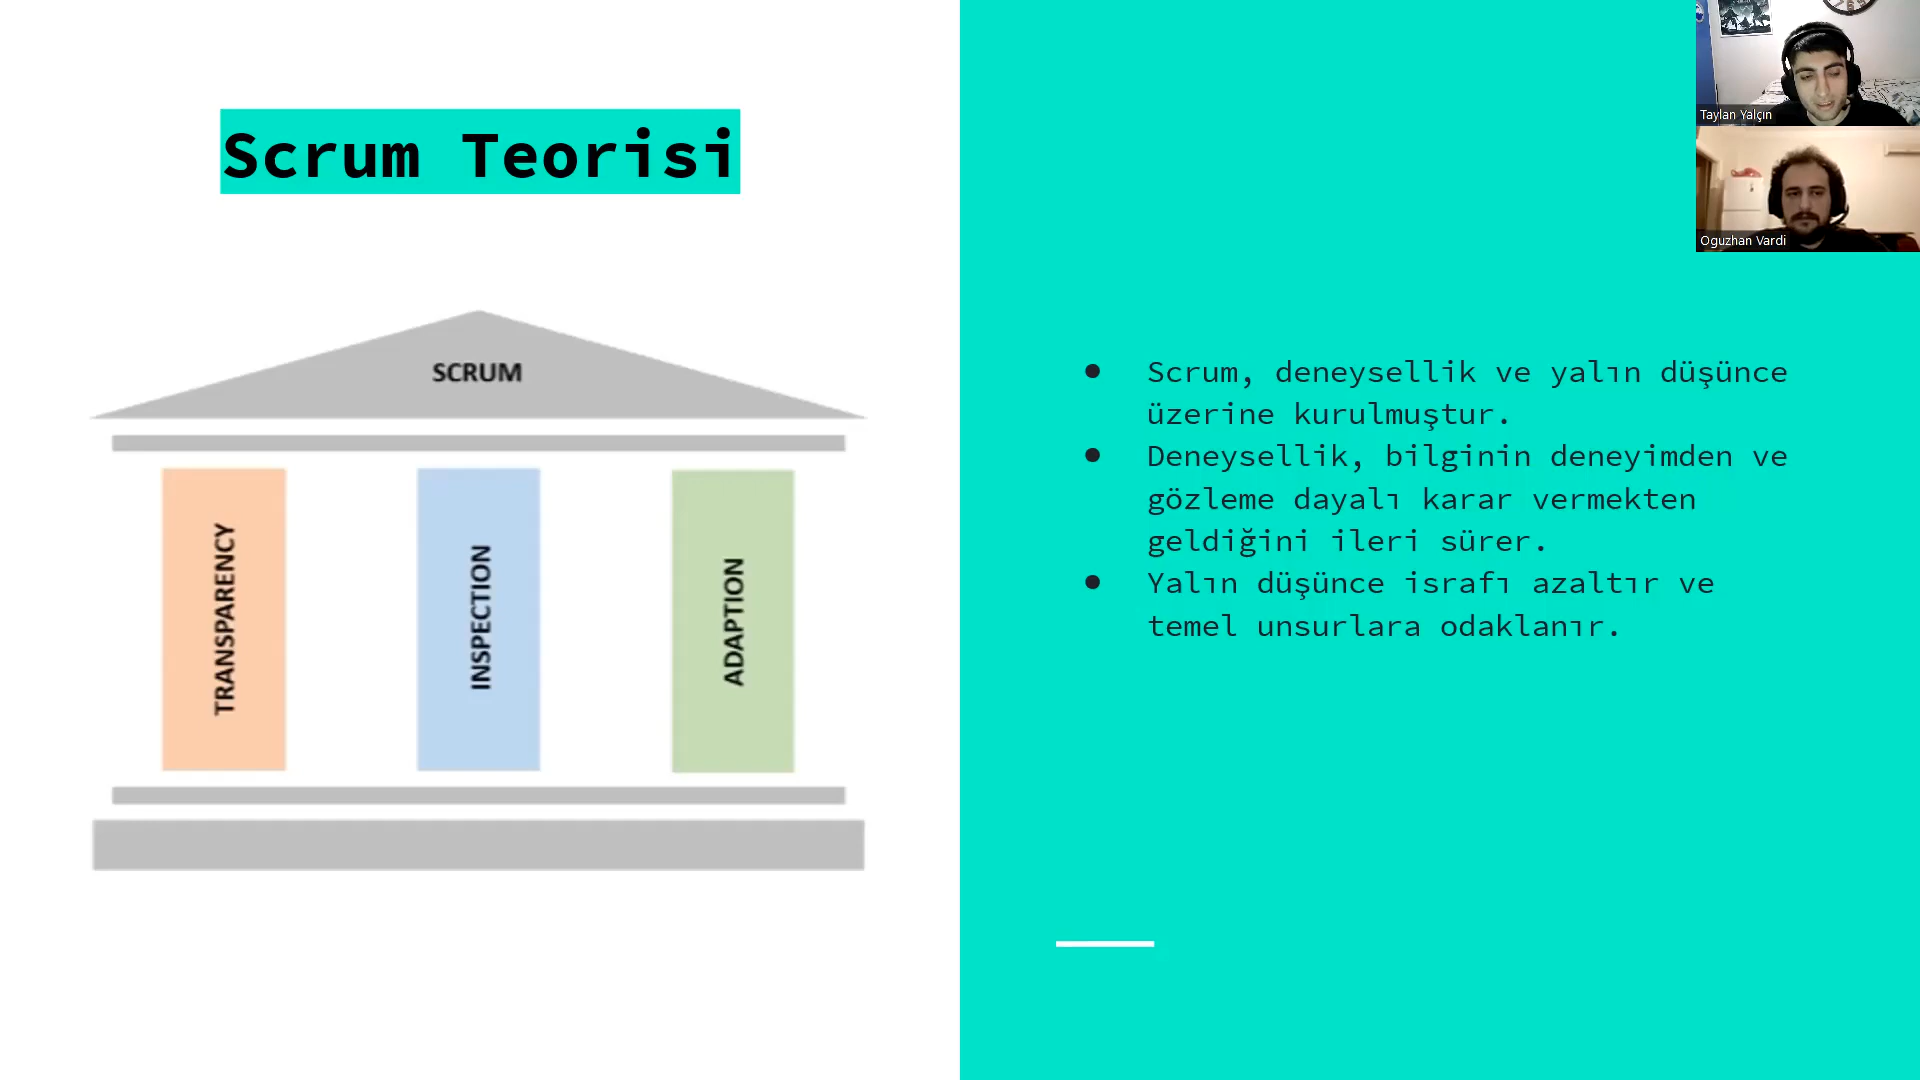 Scrum Teorisi
SCRUM
TRANSPARENCY
INSPECTION
ADAPTION
Scrum, deneysellik ve yalın düşünce
üzerine kurulmuştur.
Deneysellik, bilginin deneyimden ve
gözleme dayalı karar vermekten
geldiğini ileri sürer.
Yalın düşünce israfı azaltır ve
temel unsurlara odaklanır.
Taylan Yalçın
Oguzhan Vardi